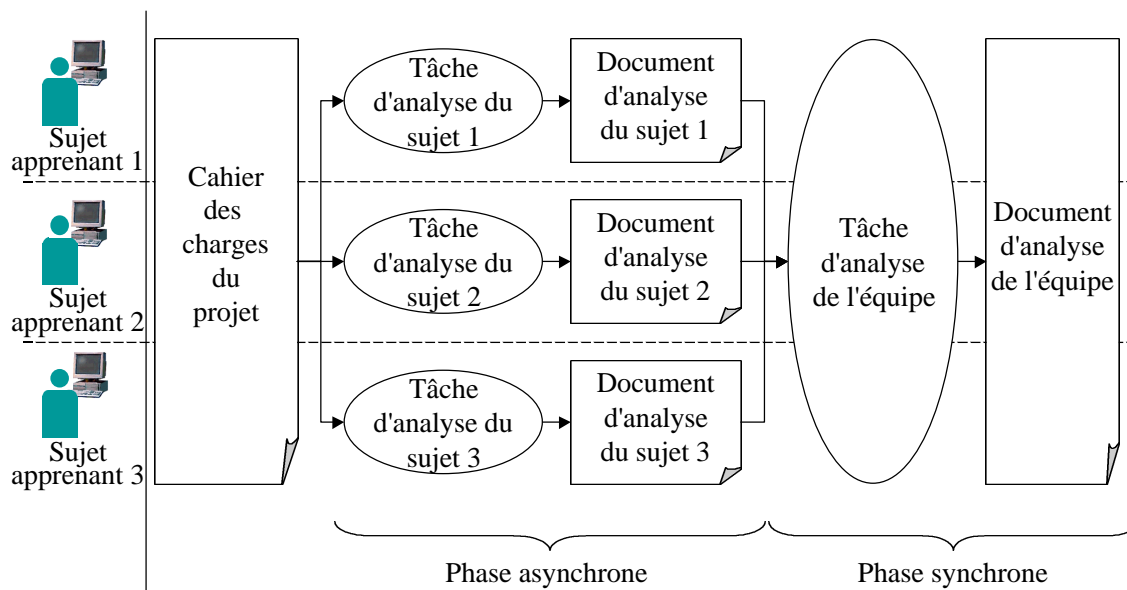 Sujet
apprenant 1
Sujet
apprenant 2
Sujet
apprenant 3
Cahier
des
charges
du
projet
Tâche
d'analyse du
sujet 1
Document
d'analyse
du sujet 1
Tâche
d'analyse du
sujet 2
Document
d'analyse
du sujet 2
Tâche
d'analyse du
sujet 3
Document
d'analyse
du sujet 3
Tâche
d'analyse
de l'équipe
Document
d'analyse
de l'équipe
Phase asynchrone
Phase synchrone